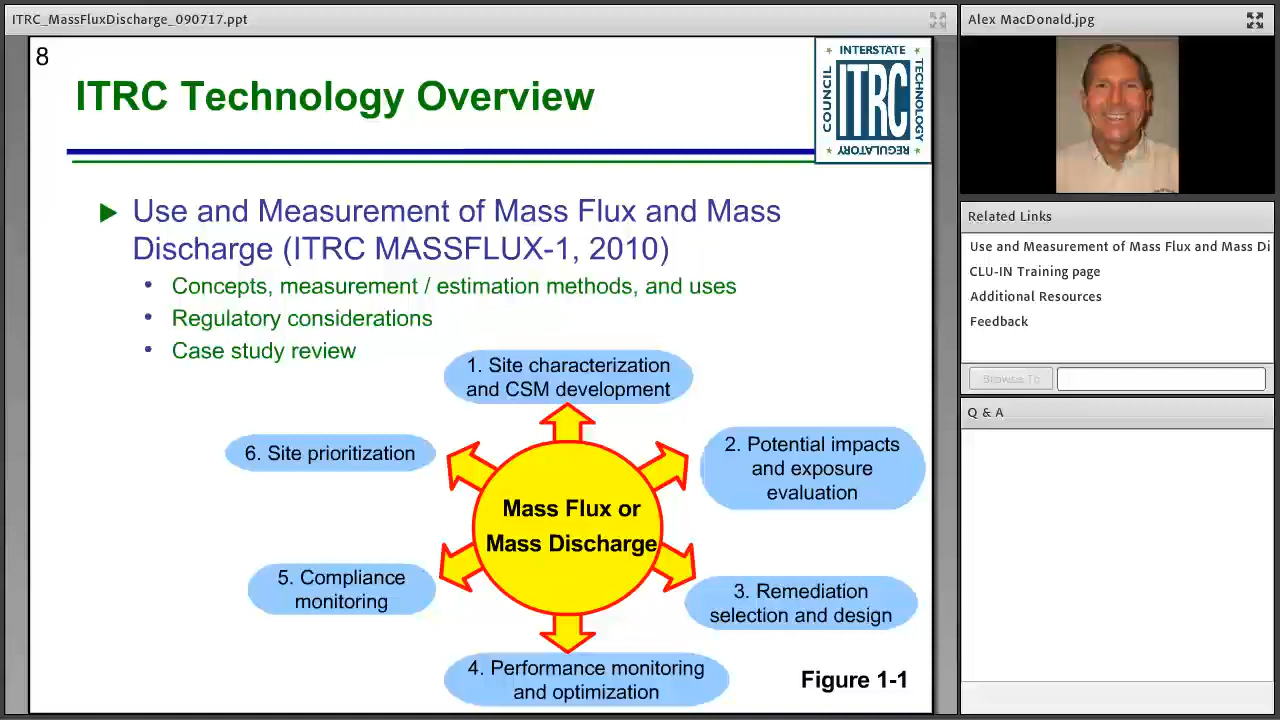 ITRC_MassFluxDischarge_090717.ppt
8
ITRC Technology Overview
INTERSTATE
TECHNOLOGY
REGULATORY
COUNCIL
ITRC
Use and Measurement of Mass Flux and Mass
Discharge (ITRC MASSFLUX-1, 2010)
Concepts, measurement / estimation methods, and uses
Regulatory considerations
Case study review
1. Site characterization
and CSM development
2. Potential impacts
and exposure
evaluation
3. Remediation
selection and design
4. Performance monitoring
and optimization
5. Compliance
monitoring
6. Site prioritization
Mass Flux or
Mass Discharge
Figure 1-1
Alex MacDonald.jpg
Related Links
Use and Measurement of Mass Flux and Mass Di
CLU-IN Training page
Additional Resources
Feedback
Browse To
Q & A